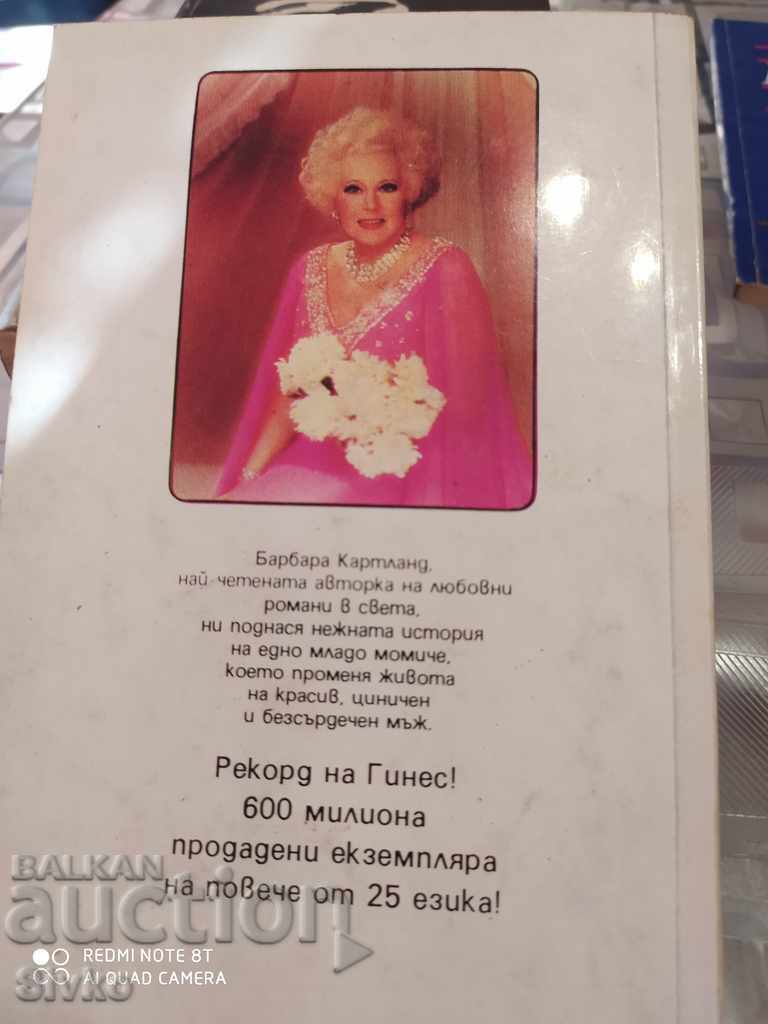 Барбара Картланд,
най-четената авторка на любовни
романи в света,
ни поднася нежната история
на едно младо момиче,
което променя живота
на красив, циничен
и безсърдечен мъж.
Рекорд на Гинес!
600 милиона
продадени екземпляра
на повече от 25 езика!
BALKAN
auction
REDMI NOTE 8T
AI QUAD CAMERA
Sivko